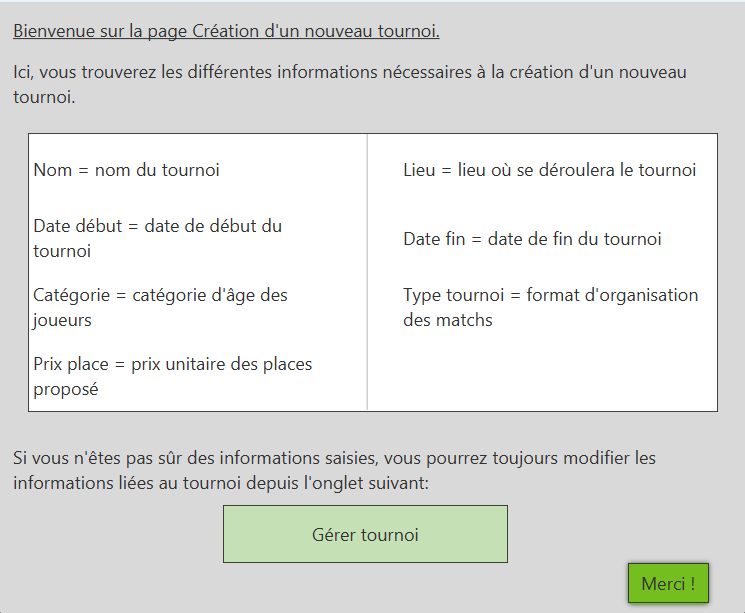 Bienvenue sur la page Création d'un nouveau tournoi.
Ici, vous trouverez les différentes informations nécessaires à la création d'un nouveau
tournoi.
Nom = nom du tournoi
Lieu = lieu où se déroulera le tournoi
Date début = date de début du
tournoi
Date fin = date de fin du tournoi
Catégorie = catégorie d'âge des
joueurs
Type tournoi = format d'organisation
des matchs
Prix place = prix unitaire des places
proposé
Si vous n'êtes pas sûr des informations saisies, vous pourrez toujours modifier les
informations liées au tournoi depuis l'onglet suivant:
Gérer tournoi
Merci !